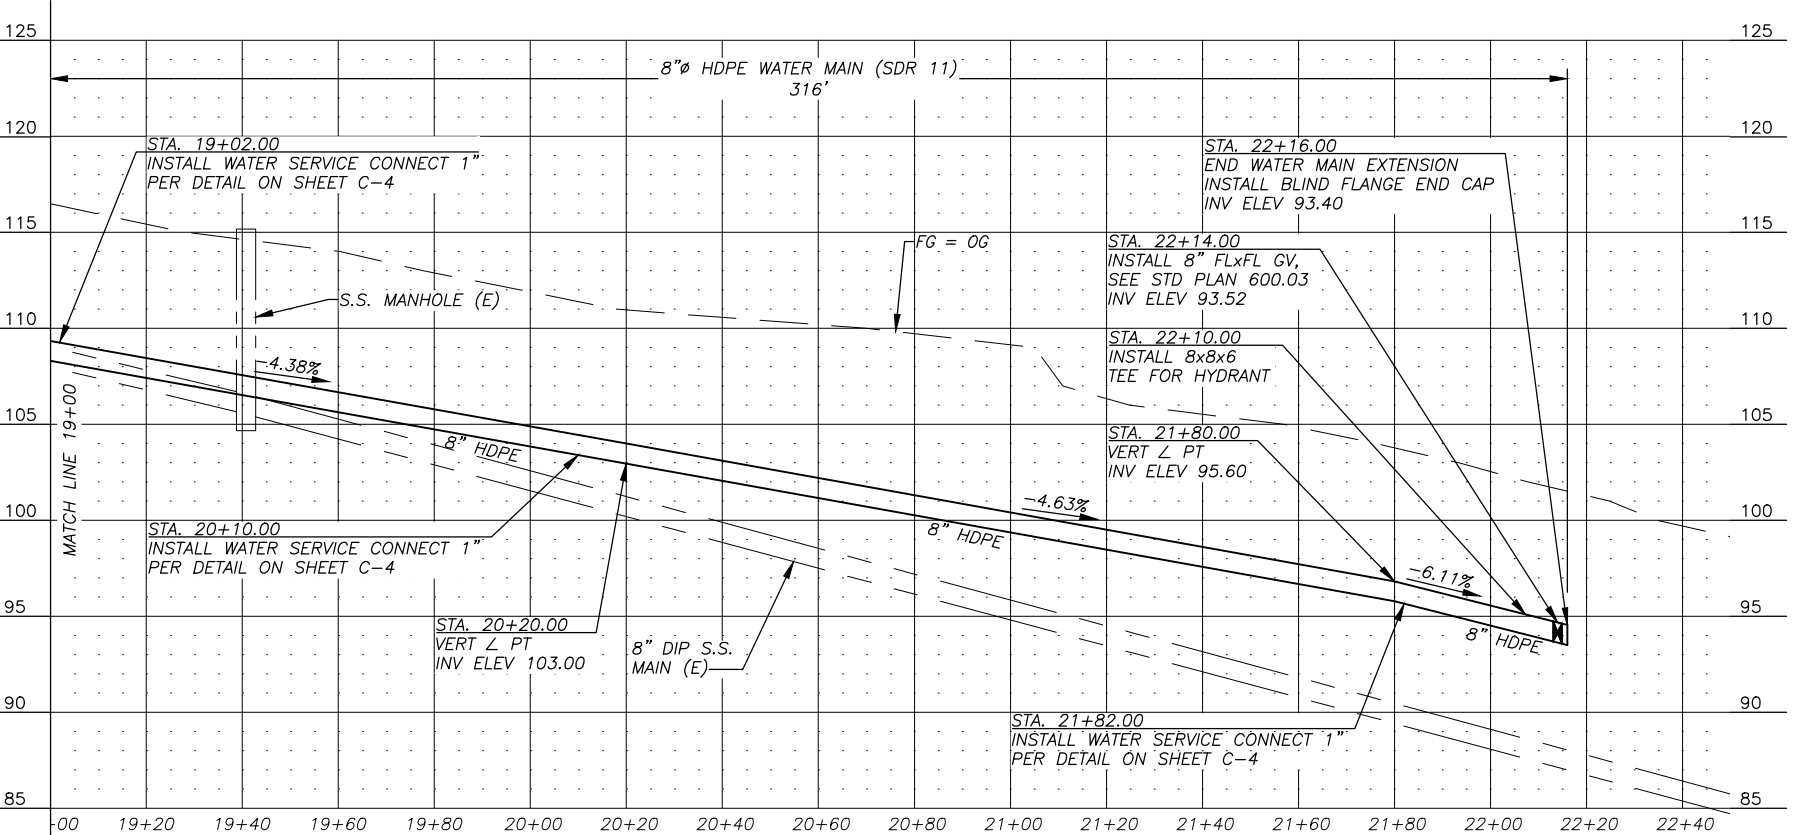 125
125
8"ø HDPE WATER MAIN (SDR 11)
316'
120
120
STA. 19+02.00
INSTALL WATER SERVICE CONNECT 1"
PER DETAIL ON SHEET C-4
STA. 22+16.00
END WATER MAIN EXTENSION
INSTALL BLIND FLANGE END CAP
INV ELEV 93.40
115
115
STA. 22+14.00
INSTALL 8" FLxFL GV,
SEE STD PLAN 600.03
INV ELEV 93.52
FG = OG
S.S. MANHOLE (E)
110
110
STA. 22+10.00
INSTALL 8x8x6
TEE FOR HYDRANT
-4.38%
MATCH LINE 19+00
105
105
8" HDPE
STA. 21+80.00
VERT ∠ PT
INV ELEV 95.60
-4.63%
100
100
8" HDPE
STA. 20+10.00
INSTALL WATER SERVICE CONNECT 1"
PER DETAIL ON SHEET C-4
-6.11%
95
95
STA. 20+20.00
VERT ∠ PT
INV ELEV 103.00
8" DIP S.S.
MAIN (E)
8" HDPE
90
90
STA. 21+82.00
INSTALL WATER SERVICE CONNECT 1"
PER DETAIL ON SHEET C-4
85
85
+00 19+20 19+40 19+60 19+80 20+00 20+20 20+40 20+60 20+80 21+00 21+20 21+40 21+60 21+80 22+00 22+20 22+40